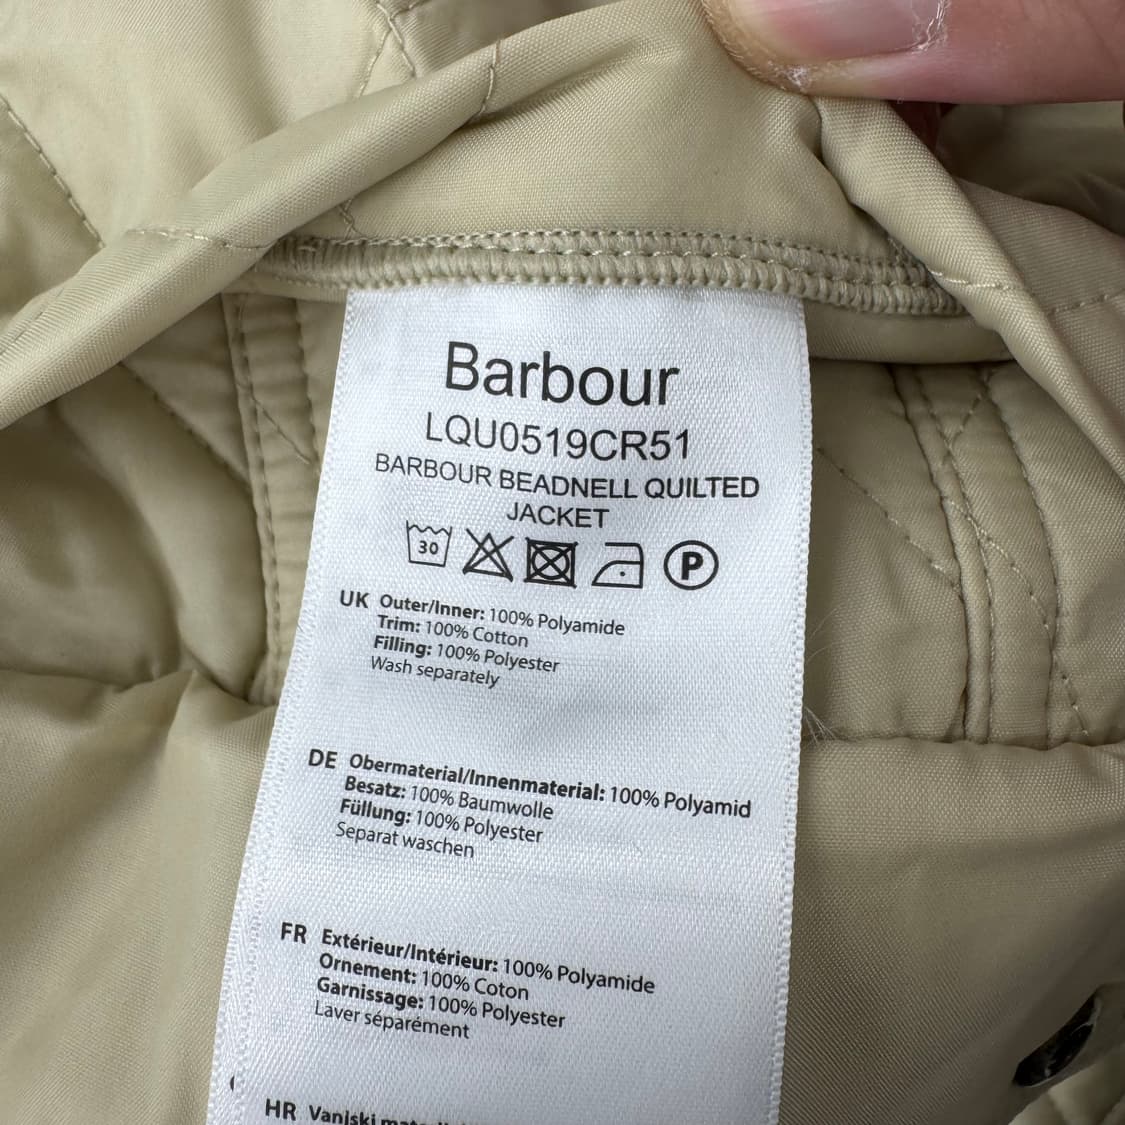 Barbour
LQU0519CR51
BARBOUR BEADNELL QUILTED
JACKET
30 P
UK Outer/Inner: 100% Polyamide
Trim: 100% Cotton
Filling: 100% Polyester
Wash separately
DE Obermaterial/Innenmaterial: 100% Polyamid
Besatz: 100% Baumwolle
Füllung: 100% Polyester
Separat waschen
FR Extérieur/Intérieur: 100% Polyamide
Ornement: 100% Coton
Garnissage: 100% Polyester
Laver séparément
HR Vanjski